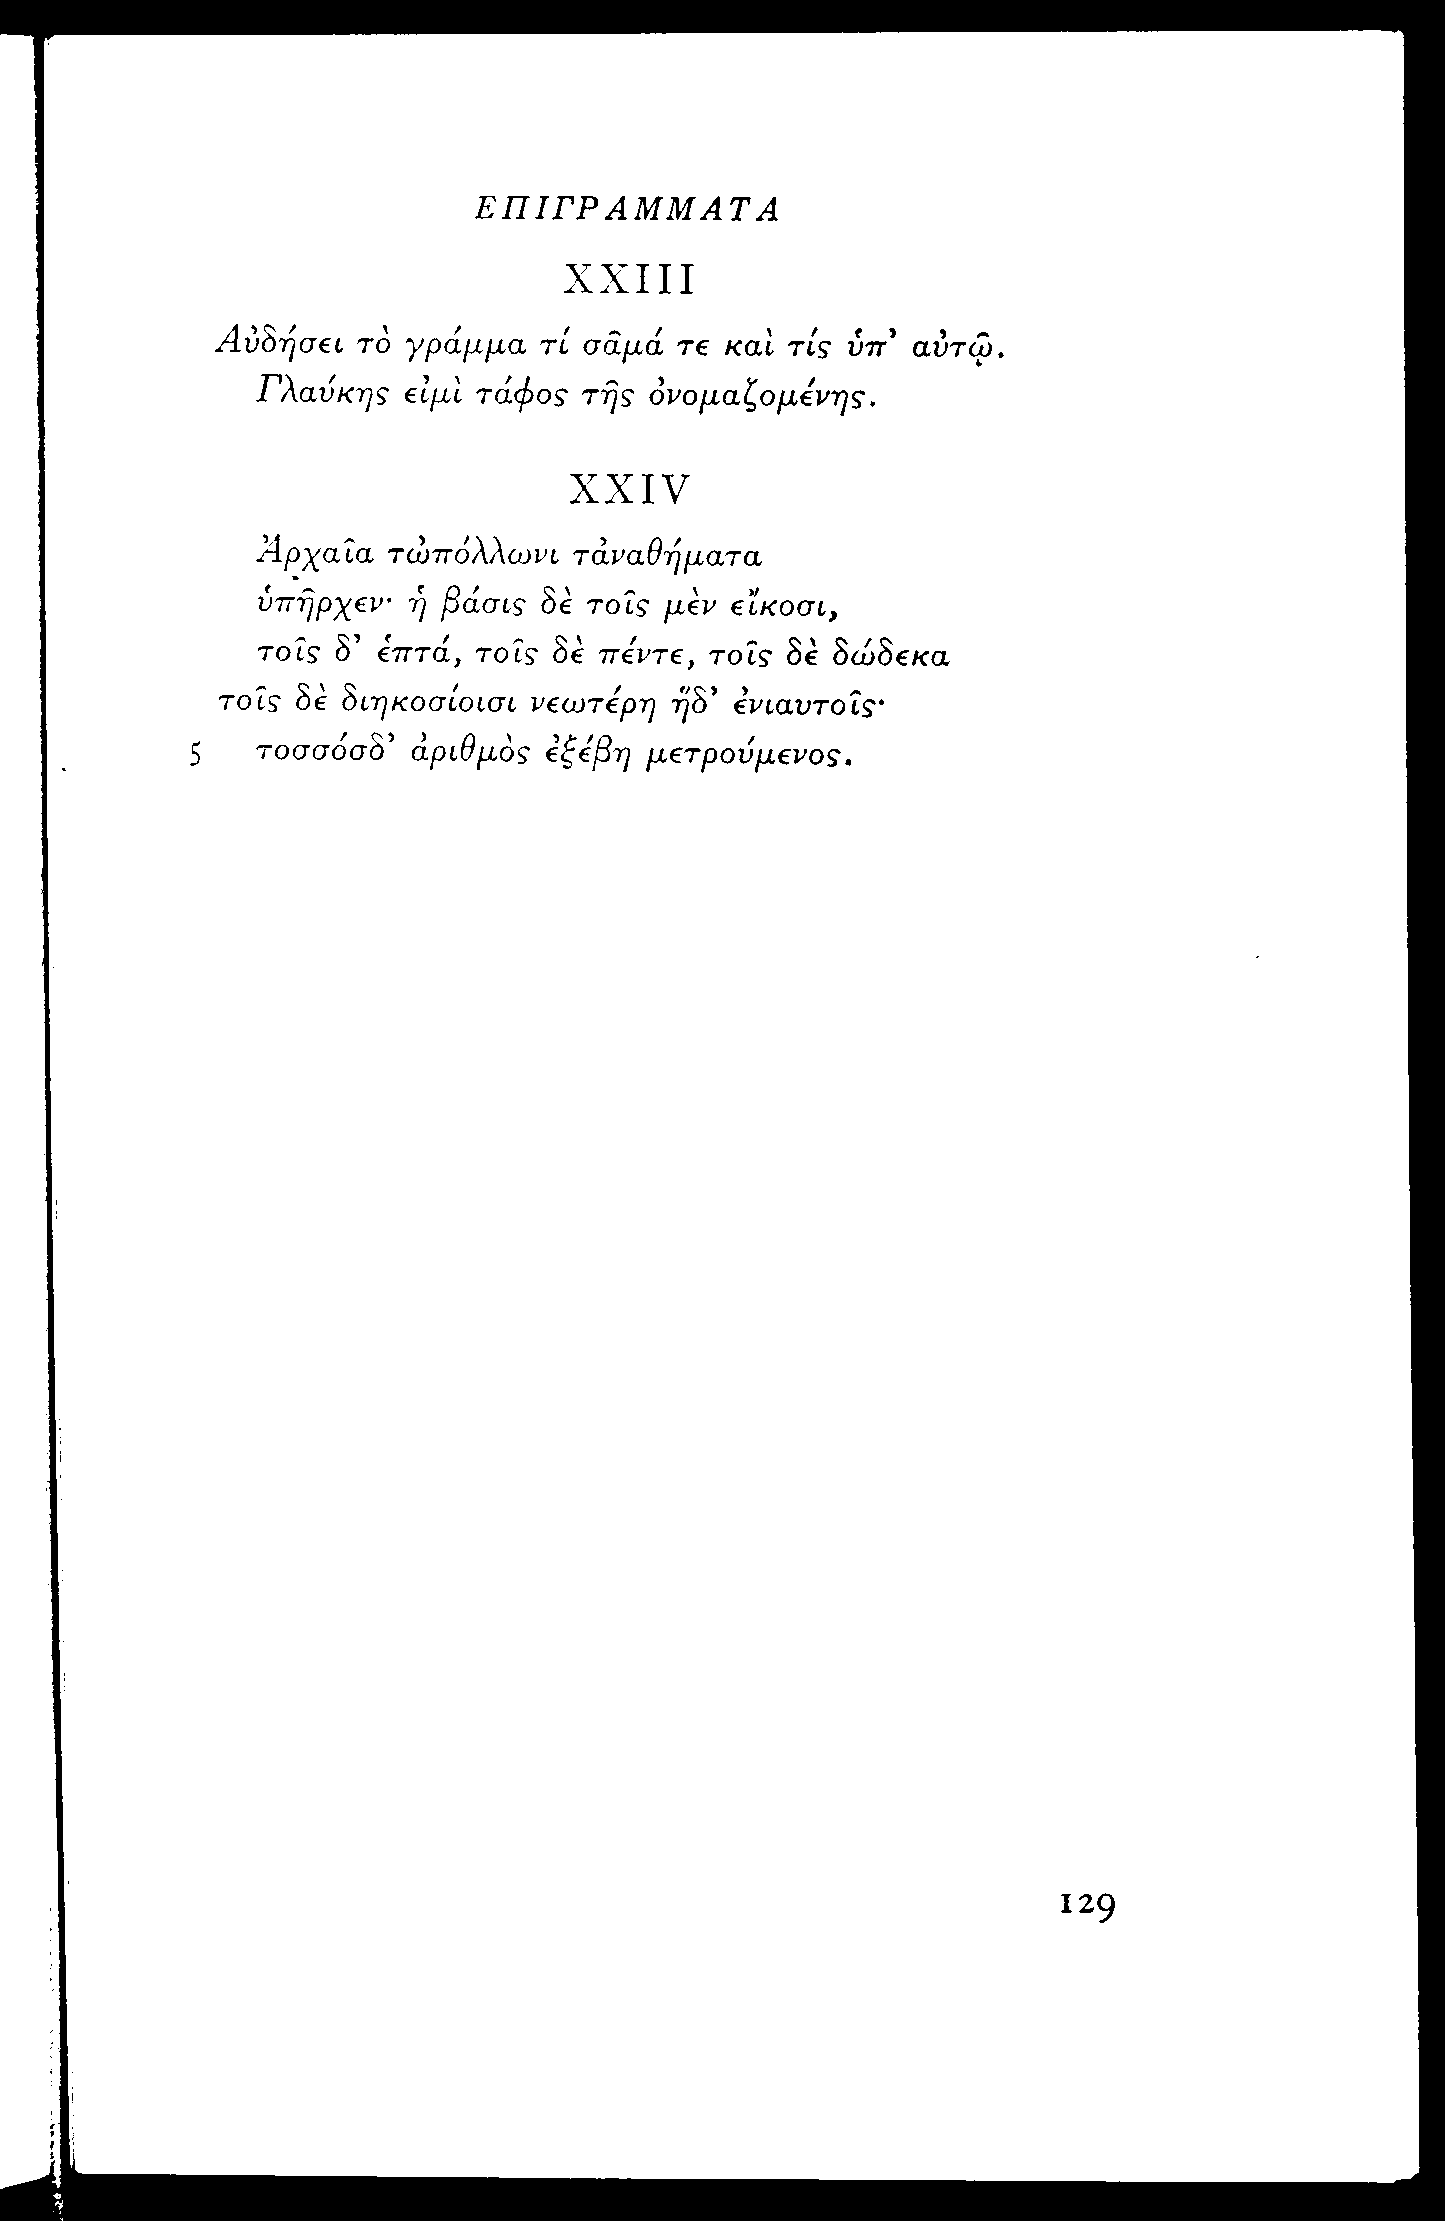 ΕΠΙΓΡΑΜΜΑΤΑ
XXIII
Αὐδήσει τὸ γράμμα τί σᾶμά τε καὶ τίς ὑπ’ αὐτῷ.
Γλαύκης εἰμὶ τάφος τῆς ὀνομαζομένης.
XXIV
Ἀρχαῖα τὠπόλλωνι τἀναθήματα
ὑπῆρχεν· ἡ βάσις δὲ τοῖς μὲν εἴκοσι,
τοῖς δ’ ἑπτά, τοῖς δὲ πέντε, τοῖς δὲ δώδεκα
τοῖς δὲ διηκοσίοισι νεωτέρη ἥδ’ ἐνιαυτοῖς·
5 τοσσόσδ’ ἀριθμὸς ἐξέβη μετρούμενος.
129